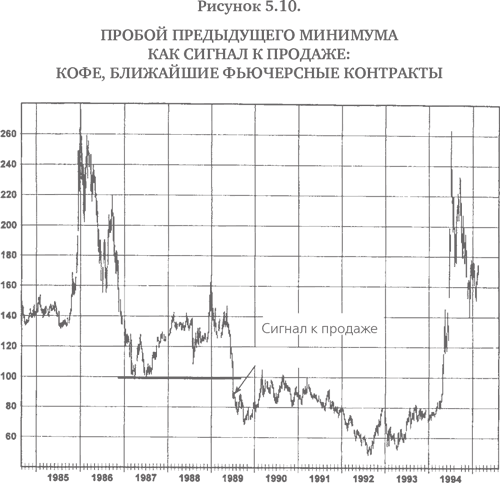 Рисунок 5.10.
ПРОБОЙ ПРЕДЫДУЩЕГО МИНИМУМА
КАК СИГНАЛ К ПРОДАЖЕ:
КОФЕ, БЛИЖАЙШИЕ ФЬЮЧЕРСНЫЕ КОНТРАКТЫ
260
240
220
200
180
160
140
120
Сигнал к продаже
100
80
60
1985 1986 1987 1988 1989 1990 1991 1992 1993 1994